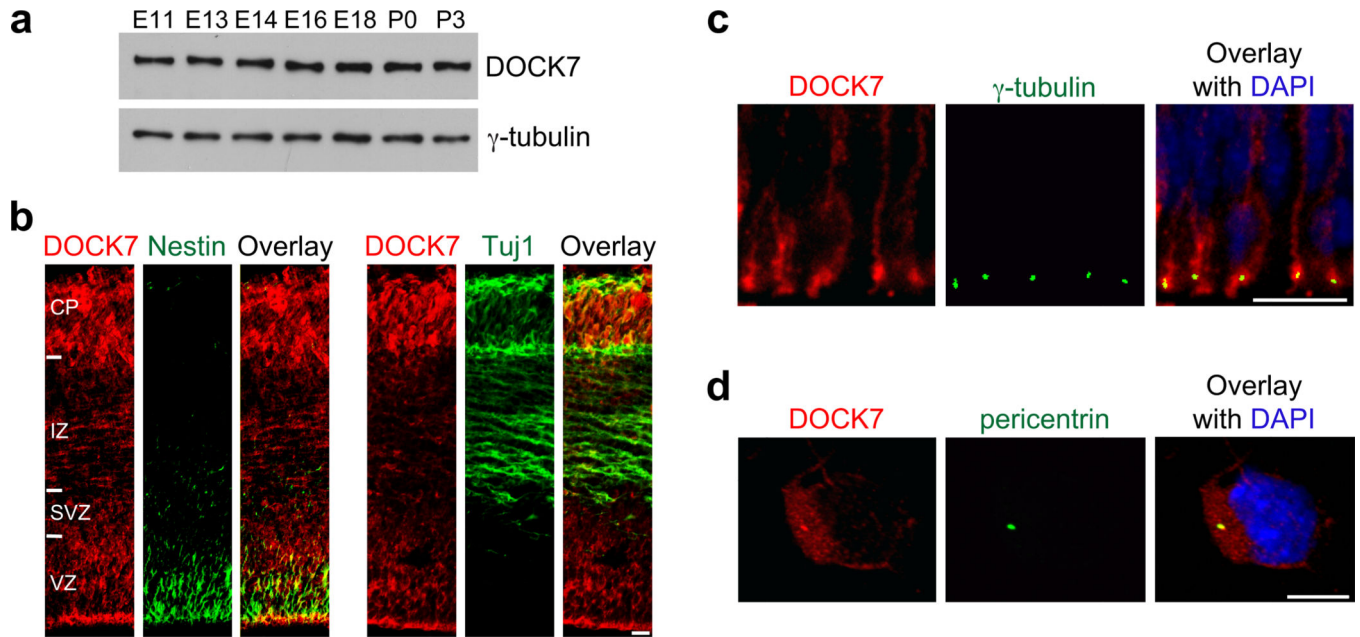 a
E11 E13 E14 E16 E18 P0 P3
DOCK7
γ-tubulin
b
DOCK7 Nestin Overlay
DOCK7 Tuj1 Overlay
CP
IZ
SVZ
VZ
c
DOCK7
γ-tubulin
Overlay
with DAPI
d
DOCK7
pericentrin
Overlay
with DAPI